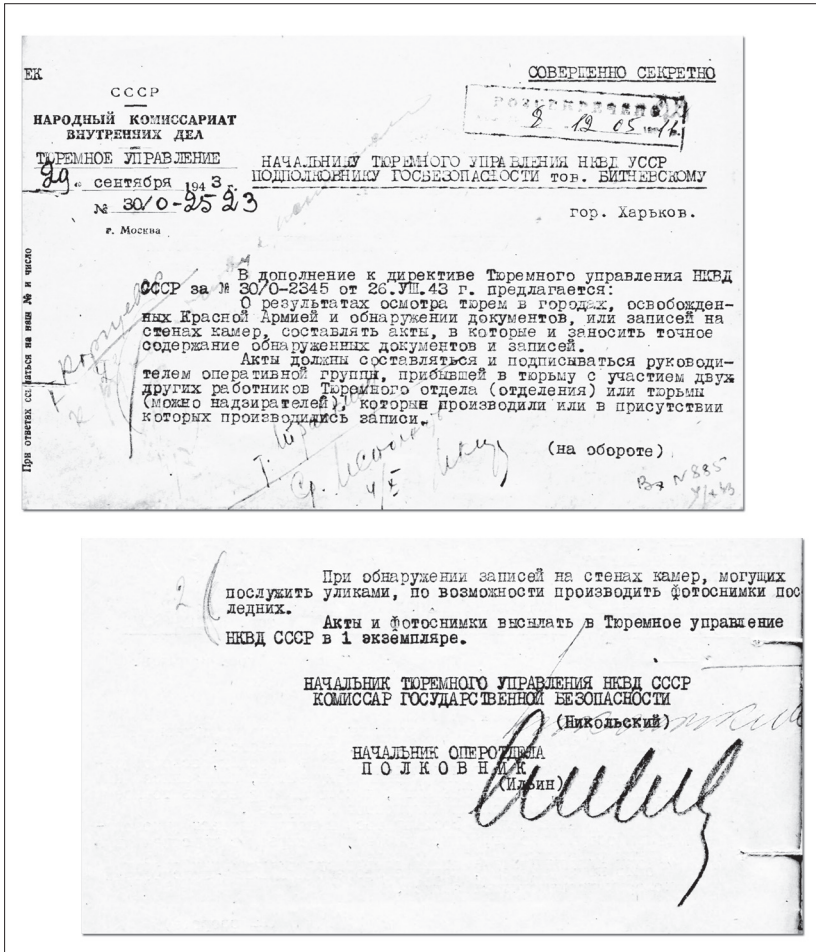 ЕК
СОВЕРШЕННО СЕКРЕТНО
СССР
НАРОДНЫЙ КОМИССАРИАТ
ВНУТРЕННИХ ДЕЛ
12 05
ТЮРЕМНОЕ УПРАВЛЕНИЕ
29 " сентября 1943 г.
№ 30/0-2523
г. Москва
НАЧАЛЬНИКУ ТЮРЕМНОГО УПРАВЛЕНИЯ НКВД УССР
ПОДПОЛКОВНИКУ ГОСБЕЗОПАСНОСТИ тов. БИТНЕВСКОМУ
гор. Харьков.
При ответах ссылаться на наш № и число
В дополнение к директиве Тюремного управления НКВД
СССР за № 30/0-2345 от 26.УШ.43 г. предлагается:
О результатах осмотра тюрем в городах, освобожден-
ных Красной Армией и обнаружении документов, или записей на
стенах камер, составлять акты, в которые и заносить точное
содержание обнаруженных документов и записей.
Акты должны составляться и подписываться руководи-
телем оперативной группы, прибывшей в тюрьму с участием двух
других работников Тюремного отдела (отделения) или тюрьмы
(можно надзирателей), которые производили или в присутствии
которых производились записи.
(на обороте)
Вх N 885
2
При обнаружении записей на стенах камер, могущих
послужить уликами, по возможности производить фотоснимки пос
ледних.
Акты и фотоснимки высылать в Тюремное управление
НКВД СССР в 1 экземпляре.
НАЧАЛЬНИК ТЮРЕМНОГО УПРАВЛЕНИЯ НКВД СССР
КОМИССАР ГОСУДАРСТВЕННОЙ БЕЗОПАСНОСТИ
(Никольский)
НАЧАЛЬНИК ОПЕРОТДЕЛА
ПОЛКОВНИК
(Ильин)